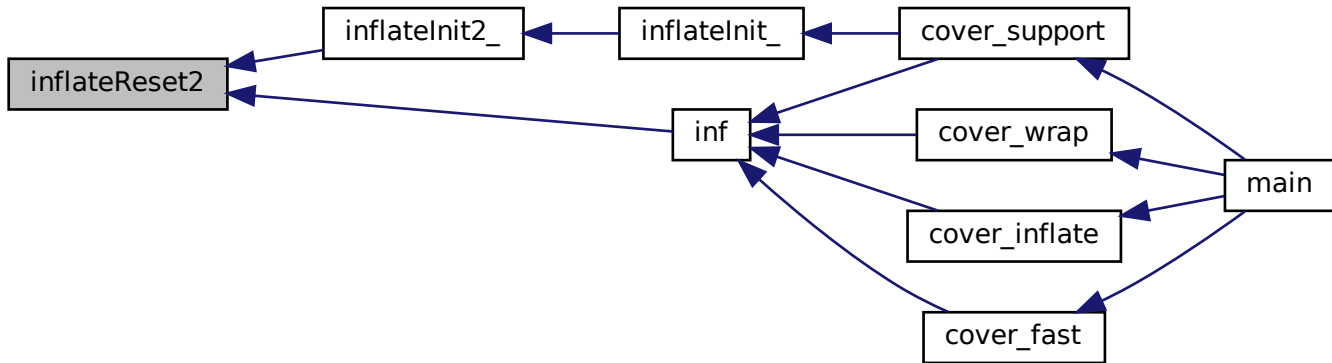 inflateReset2
inflateInit2_
inflateInit_
cover_support
inf
cover_wrap
main
cover_inflate
cover_fast